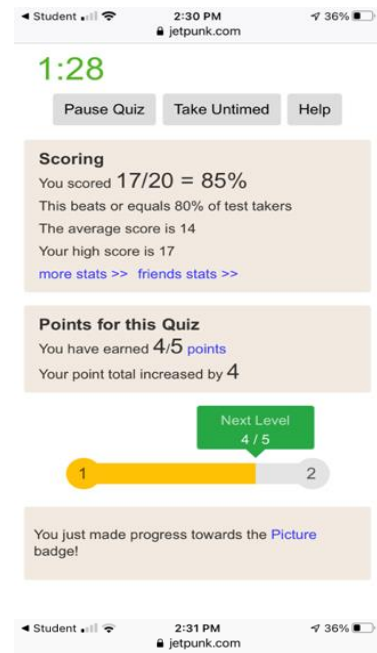 ◀ Student 2:30 PM 36%
jetpunk.com
1:28
Pause Quiz Take Untimed Help
Scoring
You scored 17/20 = 85%
This beats or equals 80% of test takers
The average score is 14
Your high score is 17
more stats >> friends stats >>
Points for this Quiz
You have earned 4/5 points
Your point total increased by 4
Next Level
4 / 5
1 2
You just made progress towards the Picture
badge!
◀ Student 2:31 PM 36%
jetpunk.com